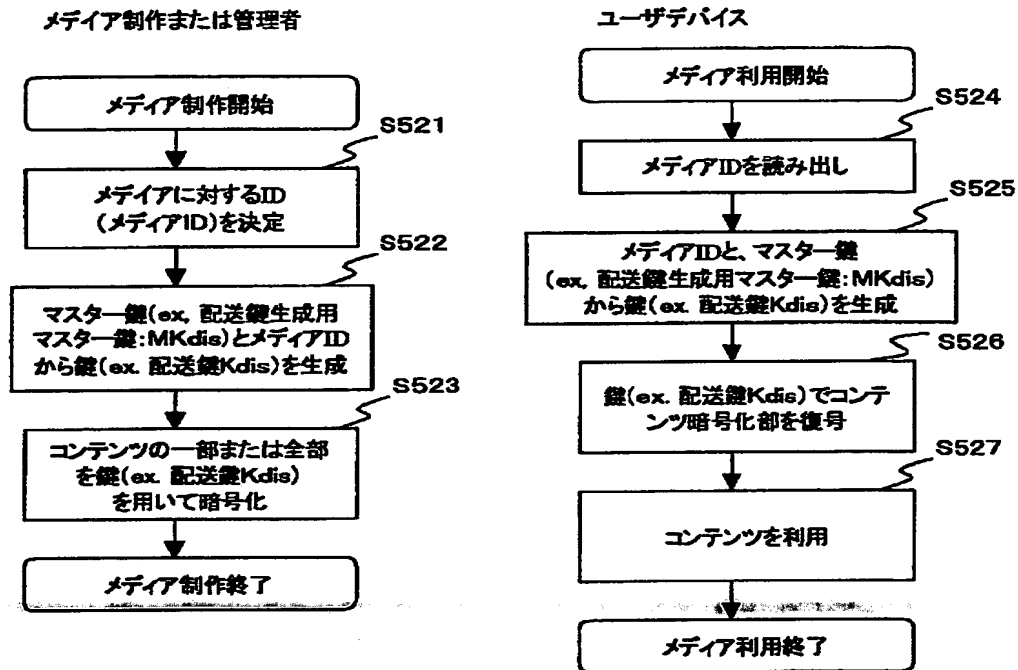 メデイア制作または管理者
メディア制作開始
S521
メデイアに対するID
(メディアID)を決定
S522
マスター鍵(ex, 配送鍵生成用
マスター鍵:MKdis)とメディアID
から鍵(ex. 配送鍵Kdis)を生成
S523
コンテンツの一部または全部
を鍵(ex. 配送鍵Kdis)
を用いて暗号化
メディア制作終了
ユーザデバイス
メディア利用開始
S524
メディアIDを読み出し
S525
メディアIDと、マスター鍵
(ex, 配送鍵生成用マスター鍵:MKdis)
から鍵(ex. 配送鍵Kdis)を生成
S526
鍵(ex. 配送鍵Kdis)でコンテ
ンツ暗号化部を復号
S527
コンテンツを利用
メディア利用終了